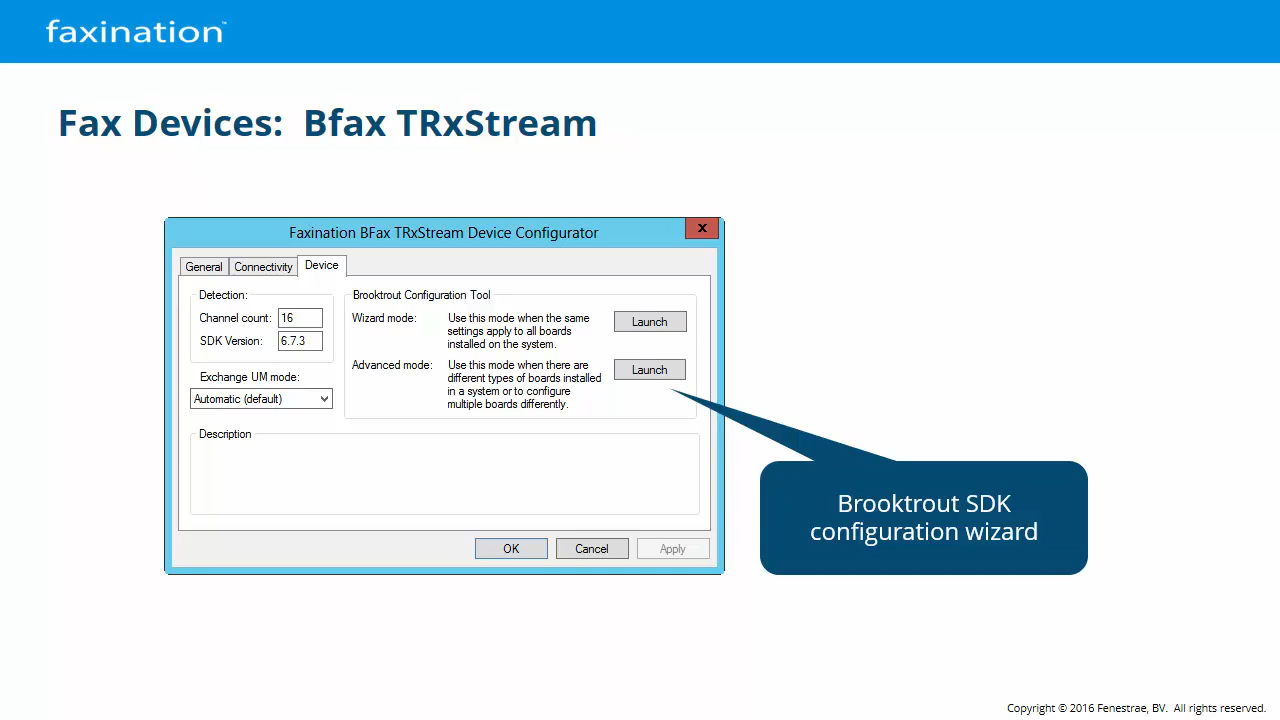 faxination™
Fax Devices: Bfax TRxStream
Faxination BFax TRxStream Device Configurator
x
General
Connectivity
Device
Detection:
Channel count: 16
SDK Version: 6.7.3
Exchange UM mode:
Automatic (default)
Brooktrout Configuration Tool
Wizard mode:
Use this mode when the same
settings apply to all boards
installed on the system.
Launch
Advanced mode:
Use this mode when there are
different types of boards installed
in a system or to configure
multiple boards differently.
Launch
Description
OK
Cancel
Apply
Brooktrout SDK
configuration wizard
Copyright © 2016 Fenestrae, BV. All rights reserved.